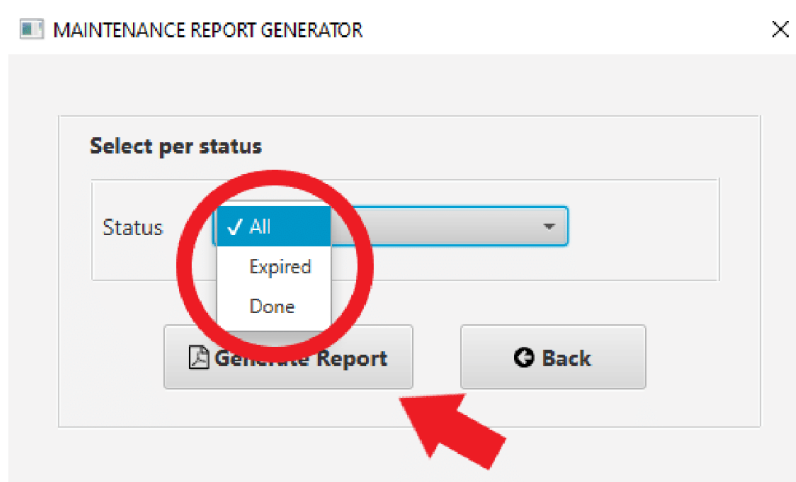 MAINTENANCE REPORT GENERATOR
Select per status
Status
✓ All
Expired
Done
Generate Report
Back